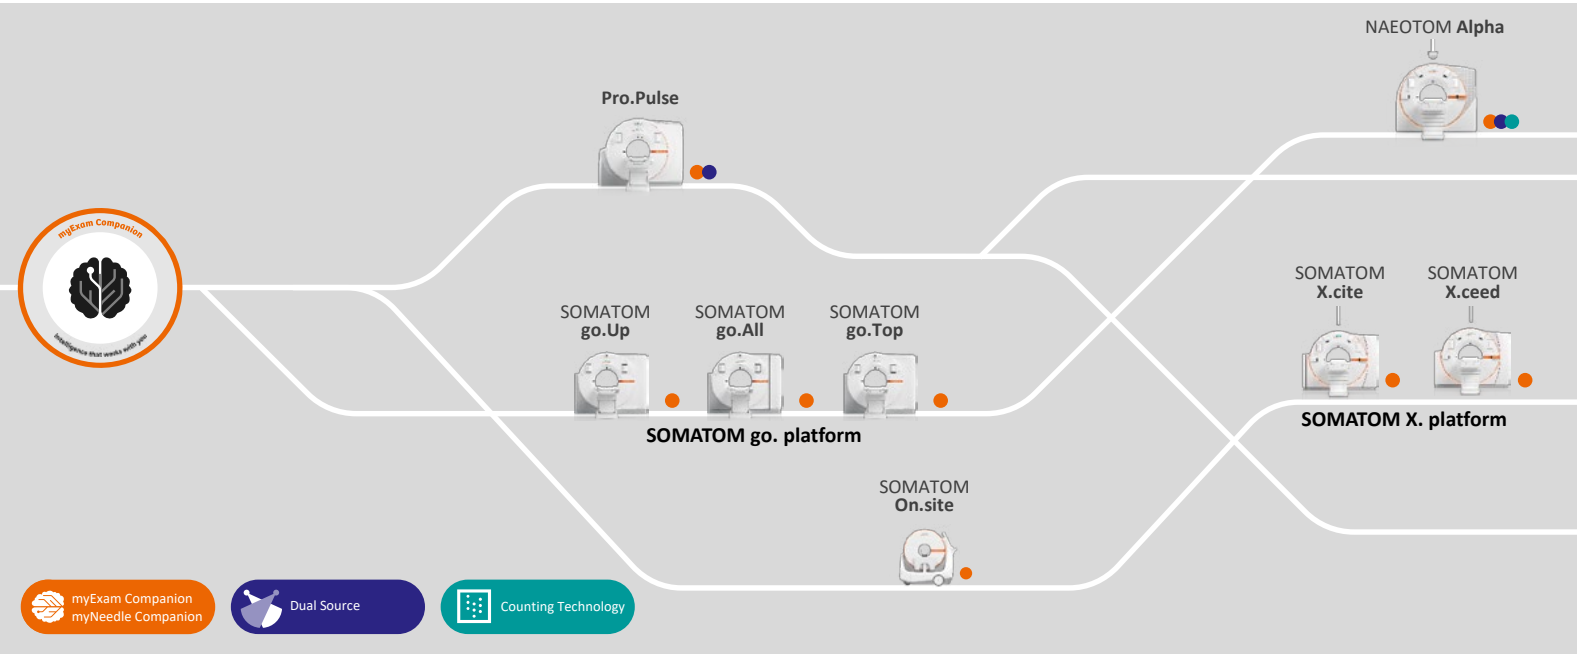 NAEOTOM Alpha
Pro.Pulse
myExam Companion
Intelligence that works with you
SOMATOM
X.cite
SOMATOM
X.ceed
SOMATOM
go.Up
SOMATOM
go.All
SOMATOM
go.Top
SOMATOM X. platform
SOMATOM go. platform
SOMATOM
On.site
myExam Companion
myNeedle Companion
Dual Source
Counting Technology